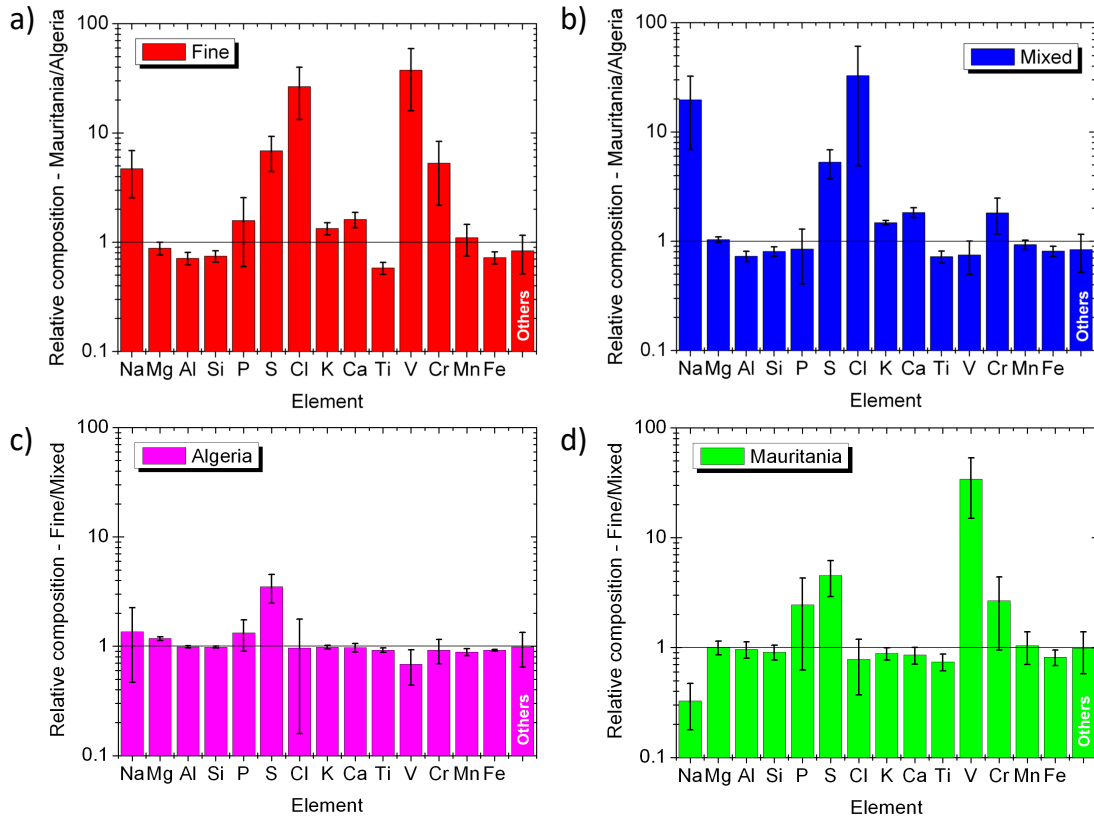 a)
Fine
Relative composition - Mauritania/Algeria
100
10
1
0.1
Na Mg Al Si P S Cl K Ca Ti V Cr Mn Fe
Others
Element
b)
Mixed
Relative composition - Mauritania/Algeria
100
10
1
0.1
Na Mg Al Si P S Cl K Ca Ti V Cr Mn Fe
Others
Element
c)
Algeria
Relative composition - Fine/Mixed
100
10
1
0.1
Na Mg Al Si P S Cl K Ca Ti V Cr Mn Fe
Others
Element
d)
Mauritania
Relative composition - Fine/Mixed
100
10
1
0.1
Na Mg Al Si P S Cl K Ca Ti V Cr Mn Fe
Others
Element